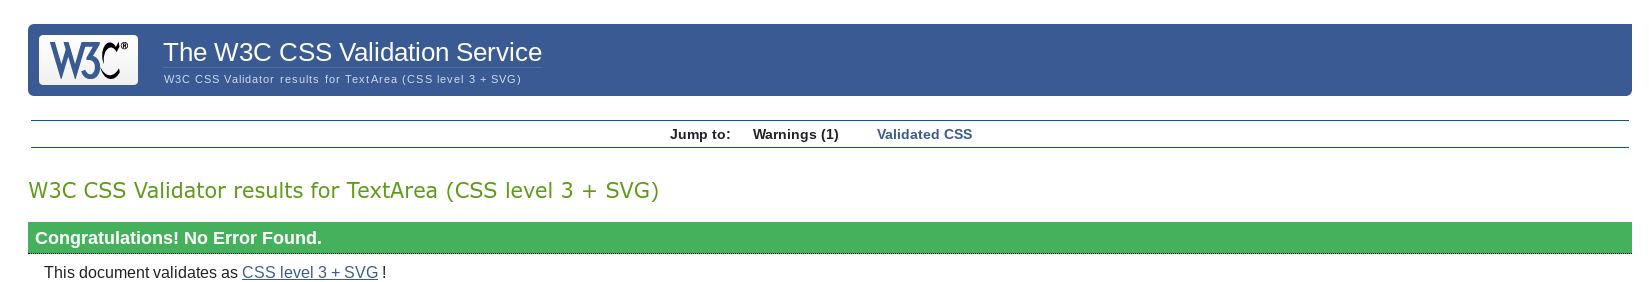 W3C®
The W3C CSS Validation Service
W3C CSS Validator results for TextArea (CSS level 3 + SVG)
Jump to: Warnings (1) Validated CSS
W3C CSS Validator results for TextArea (CSS level 3 + SVG)
Congratulations! No Error Found.
This document validates as CSS level 3 + SVG !